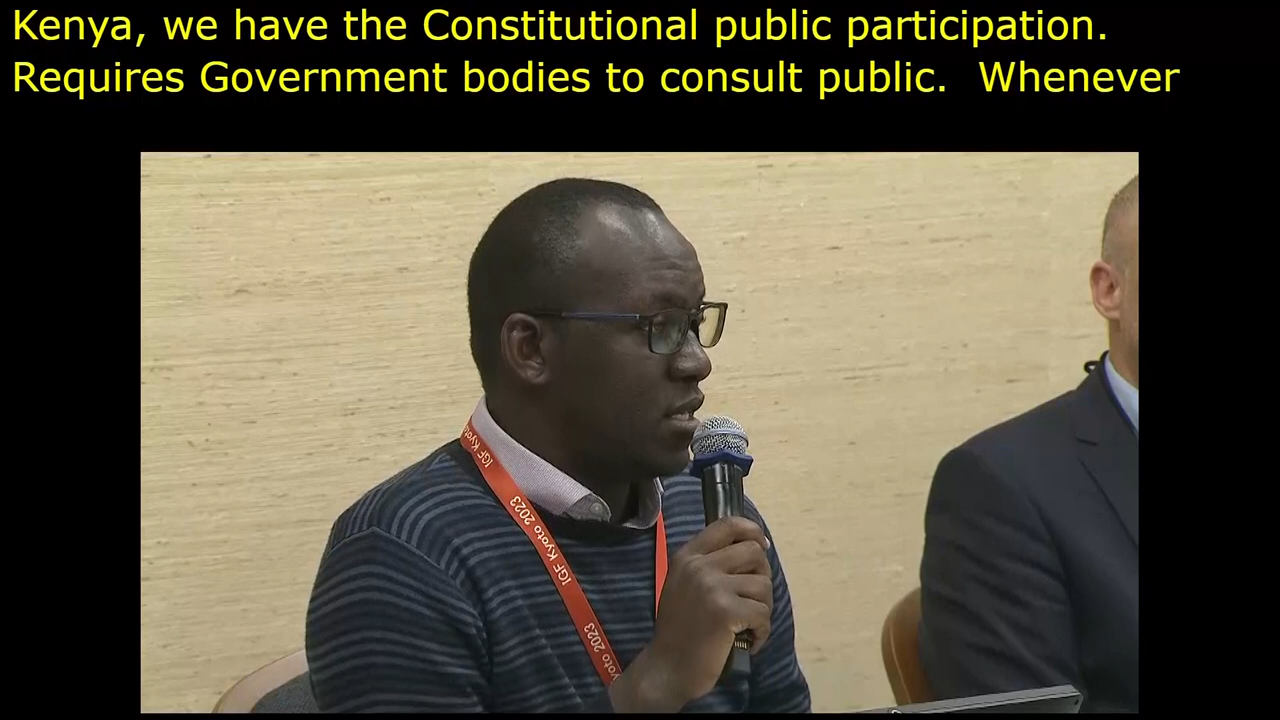 Kenya, we have the Constitutional public participation.
Requires Government bodies to consult public.  Whenever
IGF Kyoto
IGF Kyoto 2023
yoto 2023